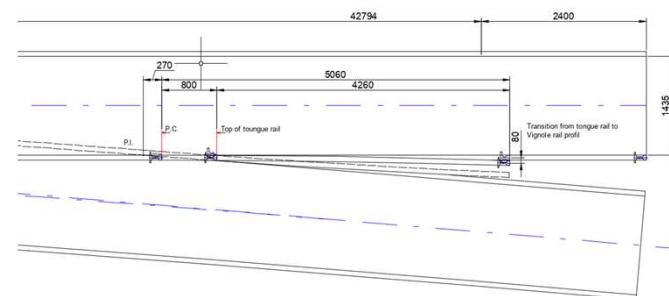 42794
2400
270
5060
800
4260
1435
P.C.
Top of toungue rail
80
Transition from tongue rail to
Vignole rail profil
P.I.